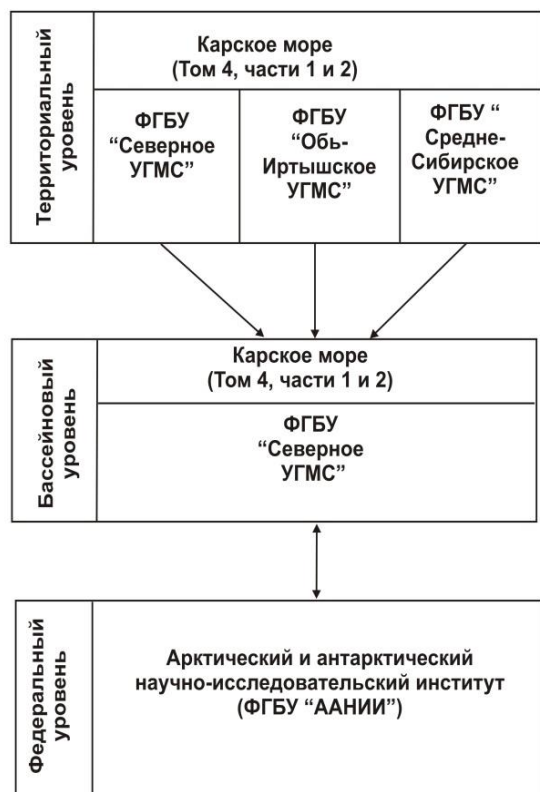 Территориальный
уровень
Карское море
(Том 4, части 1 и 2)
ФГБУ
“Северное
УГМС”
ФГБУ
“Обь-
Иртышское
УГМС”
ФГБУ “
Средне-
Сибирское
УГМС”
Бассейновый
уровень
Карское море
(Том 4, части 1 и 2)
ФГБУ
“Северное
УГМС”
Федеральный
уровень
Арктический и антарктический
научно-исследовательский институт
(ФГБУ “ААНИИ”)